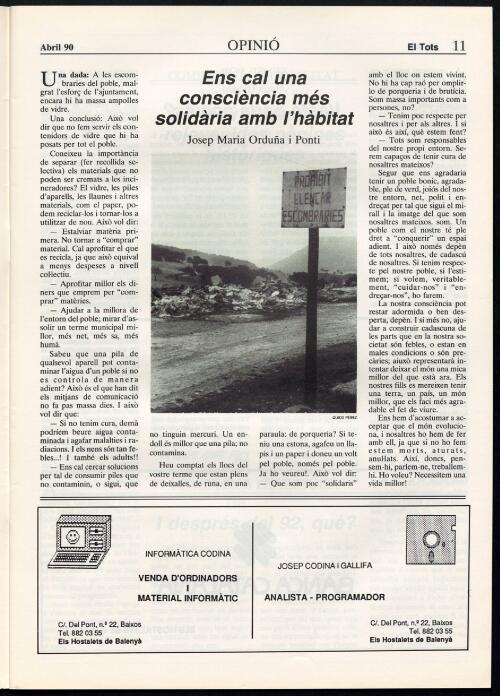 Abril 90
OPINIÓ
El Tots 11
Ens cal una
consciència més
solidària amb l'hàbitat
Josep Maria Orduña i Ponti
Una dada: A les escom-
braries del poble, mal-
grat l'esforç de l'ajuntament,
encara hi ha massa ampolles
de vidre.
Una conclusió: Això vol
dir que no fem servir els con-
tenidors de vidre que hi ha
posats per tot el poble.
Coneixeu la importància
de separar (fer recollida se-
lectiva) els materials que no
poden ser cremats a les inci-
neradores? El vidre, les piles
d'aparells, les llaunes i altres
materials, com el paper, po-
dem reciclar-los i tornar-los a
utilitzar de nou. Això vol dir:
— Estalviar matèria pri-
mera. No tornar a "comprar"
material. Cal aprofitar el que
es recicla, ja que això equival
a menys despeses a nivell
col·lectiu.
— Aprofitar millor els di-
ners que emprem per "com-
prar" matèries.
— Ajudar a la millora de
l'entorn del poble; mirar d'as-
solir un terme municipal mi-
llor, més net, més sa, més
humà.
Sabeu que una pila de
qualsevol aparell pot conta-
minar l'aigua d'un poble si no
es controla de manera
adient? Això és el que han dit
els mitjans de comunicació
no fa pas massa dies. I això
vol dir que:
— Si no tenim cura, demà
podríem beure aigua conta-
minada i agafar malalties i ra-
diacions. I els nens són tan fe-
bles...! I també els adults!!
— Ens cal cercar solucions
per tal de consumir piles que
no contaminin, o sigui, que
PROHIBIT
LLENÇAR
ESCOMBRARIES
QUICO PEREZ
no tinguin mercuri. Un en-
doll és millor que una pila; no
contamina.
Heu comptat els llocs del
vostre terme que estan plens
de deixalles, de runa, en una
paraula: de porqueria? Si te-
niu una estona, agafeu un lla-
pis i un paper i doneu un volt
pel poble, només pel poble.
Ja ho veureu!. Això vol dir:
— Que som poc "solidaris"
amb el lloc on estem vivint.
No hi ha cap raó per omplir-
lo de porqueria i de brutícia.
Som massa importants com a
persones, no?
— Tenim poc respecte per
nosaltres i per als altres. I si
això és així, què estem fent?
— Tots som responsables
del nostre propi entorn. Se-
rem capaços de tenir cura de
nosaltres mateixos?
Segur que ens agradaria
tenir un poble bonic, agrada-
ble, ple de verd, joiós del nos-
tre entorn, net, polit i en-
dreçat per tal que sigui el mi-
rall i la imatge del que som
nosaltres mateixos. som. Un
poble com el nostre té ple
dret a "conquerir" un espai
adient. I això només depèn
de tots nosaltres, de cadascú
de nosaltres. Si tenim respec-
te pel nostre poble, si l'esti-
mem; si volem, veritable-
ment, "cuidar-nos" i "en-
dreçar-nos", ho farem.
La nostra consciència pot
restar adormida o ben des-
perta, depèn. I si més no, aju-
dar a construir cadascuna de
les parts que en la nostra so-
cietat són febles, o estan en
males condicions o són pre-
càries; aiuxò representarà in-
tentar deixar el món una mica
millor del que està ara. Els
nostres fills es mereixen tenir
una terra, un país, un món
millor, que els faci més agra-
dable el fet de viure.
Ens hem d'acostumar a ac-
ceptar que el món evolucio-
na, i nosaltres ho hem de fer
amb ell, ja que si no ho fem
estem morts, aturats,
anul·lats. Així, doncs, pen-
sem-hi, parlem-ne, treballem-
hi. Ho voleu? Necessitem una
vida millor!
INFORMÀTICA CODINA
VENDA D'ORDINADORS
I
MATERIAL INFORMÀTIC
C/. Del Pont, n.º 22, Baixos
Tel. 882 03 55
Els Hostalets de Balenyà
JOSEP CODINA i GALLIFA
ANALISTA - PROGRAMADOR
C/. Del Pont, n.º 22, Baixos
Tel. 882 03 55
Els Hostalets de Balenyà